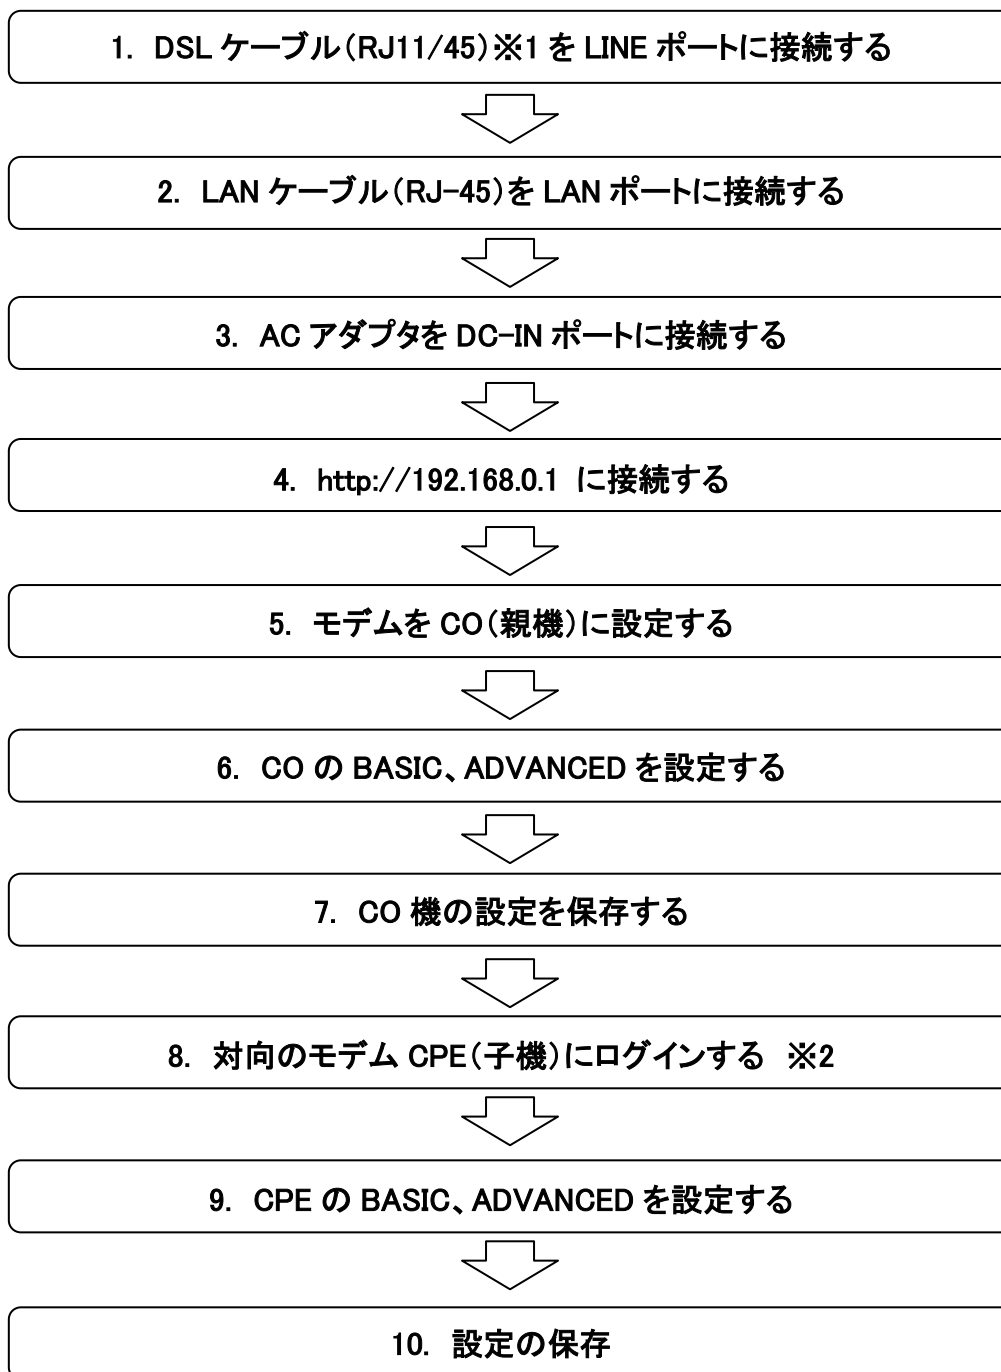 1. DSL ケーブル（RJ11/45）※1 を LINE ポートに接続する
2. LAN ケーブル（RJ-45）を LAN ポートに接続する
3. AC アダプタを DC-IN ポートに接続する
4. http://192.168.0.1 に接続する
5. モデムを CO（親機）に設定する
6. CO の BASIC、ADVANCED を設定する
7. CO 機の設定を保存する
8. 対向のモデム CPE（子機）にログインする ※2
9. CPE の BASIC、ADVANCED を設定する
10. 設定の保存